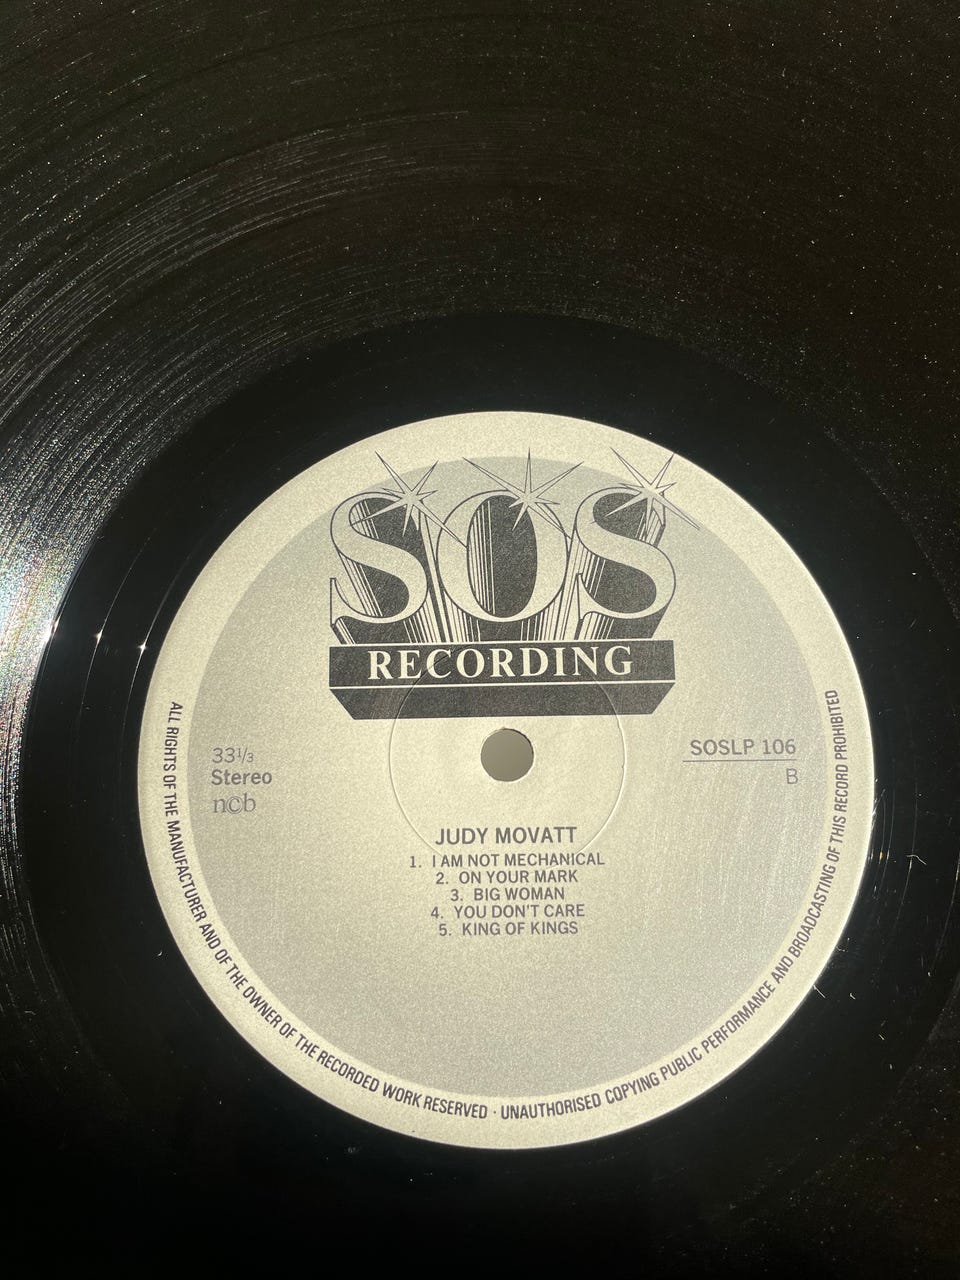 SOS
RECORDING
33 1/3
Stereo
n©b
SOSLP 106
B
JUDY MOVATT
1. I AM NOT MECHANICAL
2. ON YOUR MARK
3. BIG WOMAN
4. YOU DON'T CARE
5. KING OF KINGS
ALL RIGHTS OF THE MANUFACTURER AND OF THE OWNER OF THE RECORDED WORK RESERVED · UNAUTHORISED COPYING PUBLIC PERFORMANCE AND BROADCASTING OF THIS RECORD PROHIBITED